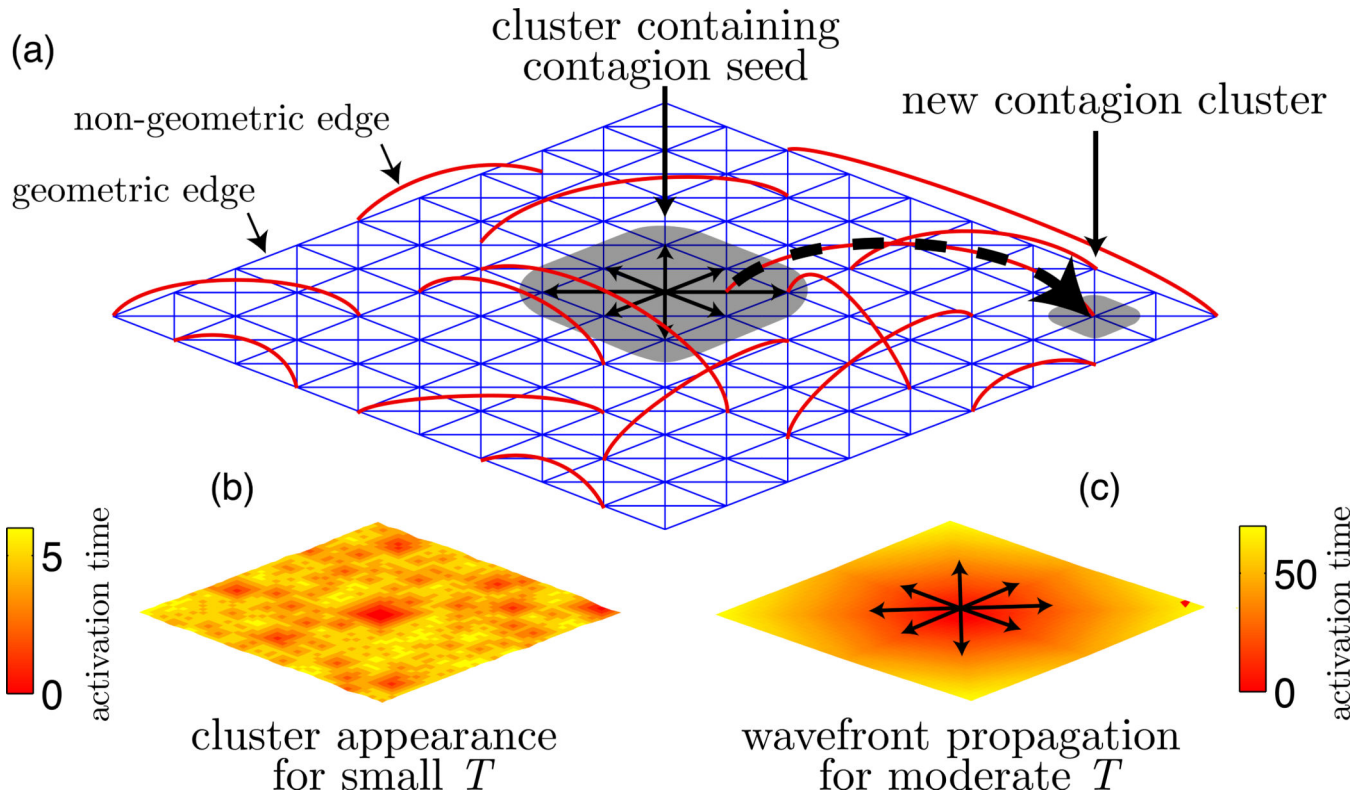 (a)
cluster containing
contagion seed
new contagion cluster
non-geometric edge
geometric edge
(b)
(c)
5
0
activation time
50
0
activation time
cluster appearance
for small T
wavefront propagation
for moderate T